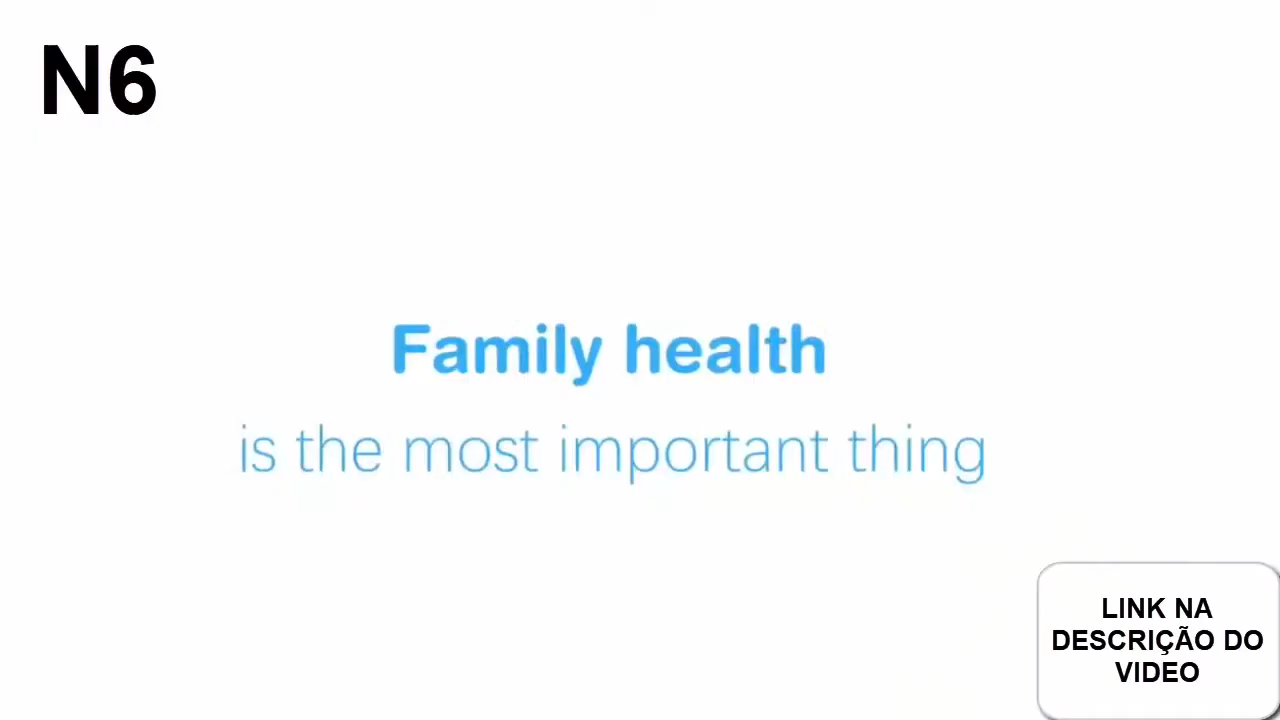 N6
Family health
is the most important thing
LINK NA
DESCRIÇÃO DO
VIDEO